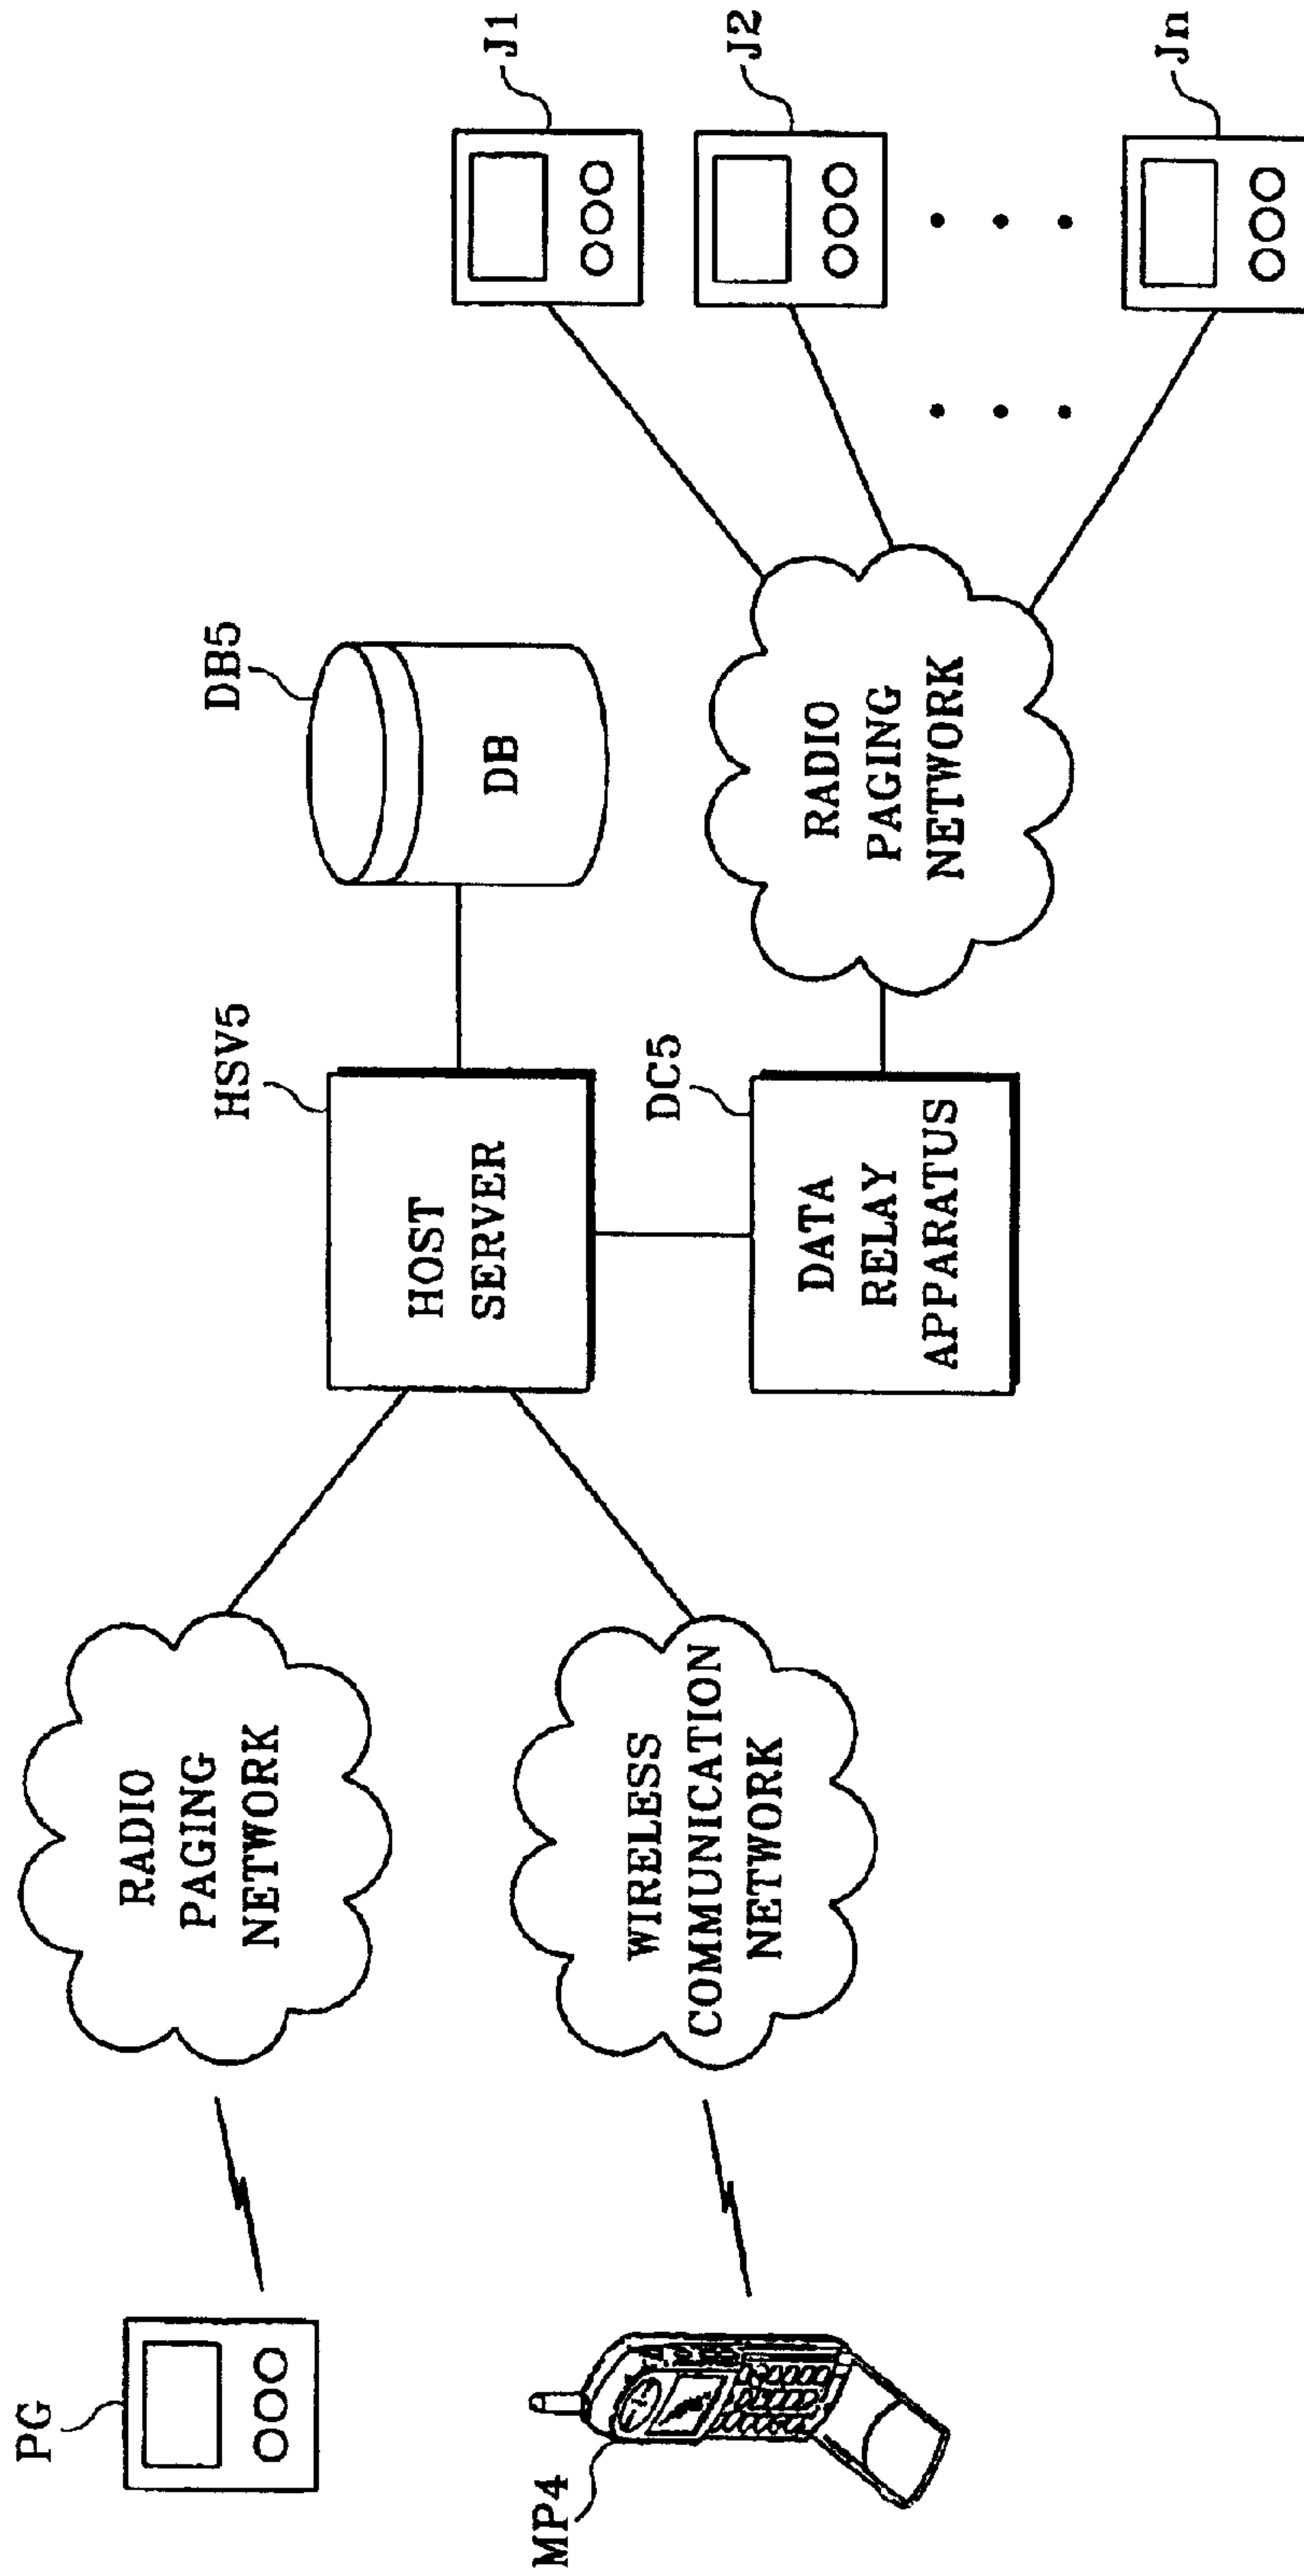 PG
RADIO
PAGING
NETWORK
MP4
WIRELESS
COMMUNICATION
NETWORK
HSV5
HOST
SERVER
DB5
DB
DC5
DATA
RELAY
APPARATUS
RADIO
PAGING
NETWORK
J1
J2
Jn